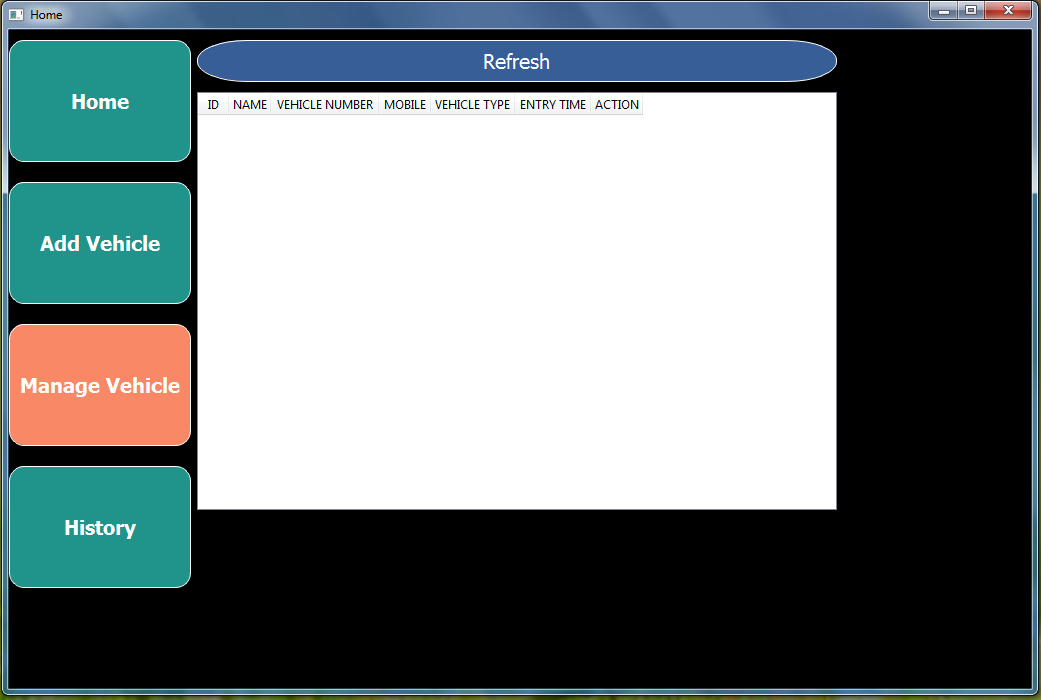 Home
Home
Add Vehicle
Manage Vehicle
History
Refresh
ID NAME VEHICLE NUMBER MOBILE VEHICLE TYPE ENTRY TIME ACTION